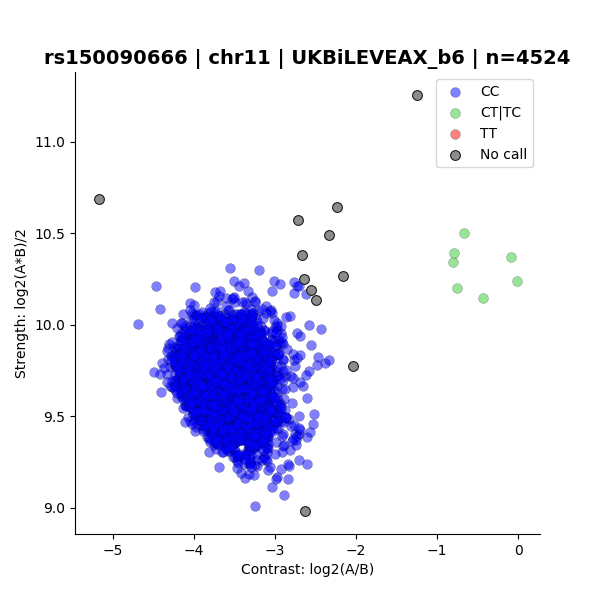 rs150090666 | chr11 | UKBiLEVEAX_b6 | n=4524
CC
CT|TC
TT
No call
11.0
10.5
10.0
9.5
9.0
Strength: log2(A*B)/2
−5
−4
−3
−2
−1
0
Contrast: log2(A/B)